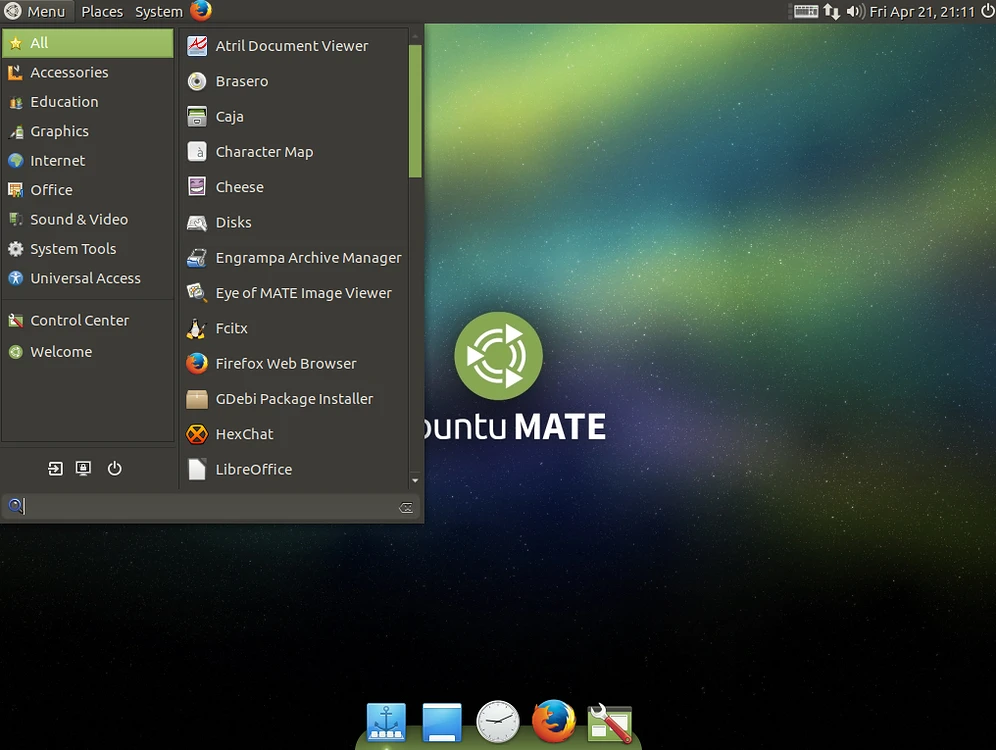 Menu Places System Fri Apr 21, 21:11
All
Accessories
Education
Graphics
Internet
Office
Sound & Video
System Tools
Universal Access
Control Center
Welcome
Atril Document Viewer
Brasero
Caja
Character Map
Cheese
Disks
Engrampa Archive Manager
Eye of MATE Image Viewer
Fcitx
Firefox Web Browser
GDebi Package Installer
HexChat
LibreOffice
buntu MATE